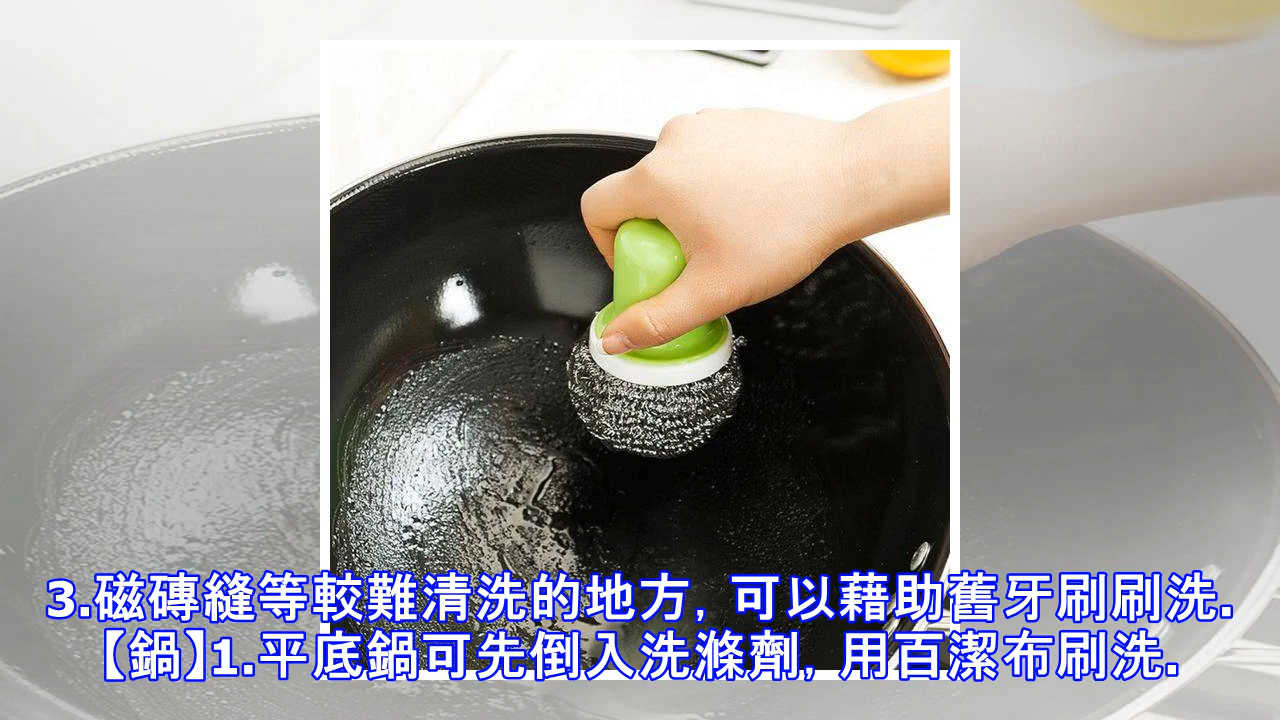 3.磁磚縫等較難清洗的地方, 可以藉助舊牙刷刷洗.
【鍋】1.平底鍋可先倒入洗滌劑, 用百潔布刷洗.